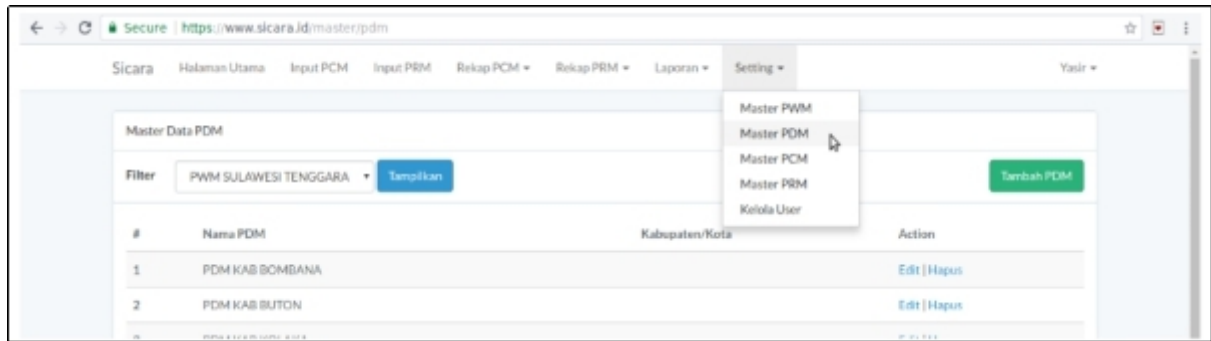 Secure | https://www.sicara.id/master/pdm
Sicara Halaman Utama Input PCM Input PRM Rekap PCM Rekap PRM Laporan Setting Yasir
Master PWM
Master PDM
Master PCM
Master PRM
Kelola User
Master Data PDM
Filter PWM SULAWESI TENGGARA Tampilkan Tambah PDM
# Nama PDM Kabupaten/Kota Action
1 PDM KAB BOMBANA Edit | Hapus
2 PDM KAB BUTON Edit | Hapus